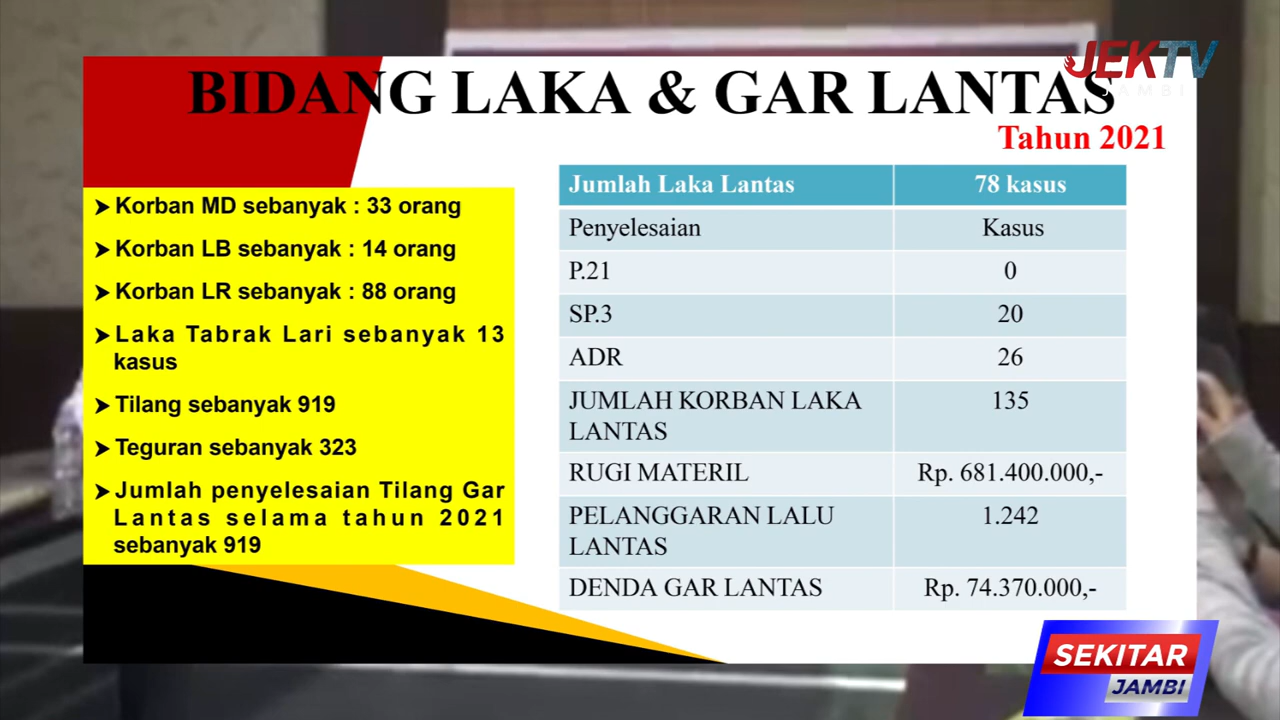 JEKTV
JAMBI
BIDANG LAKA & GAR LANTAS
Tahun 2021
➤ Korban MD sebanyak : 33 orang
➤ Korban LB sebanyak : 14 orang
➤ Korban LR sebanyak : 88 orang
➤ Laka Tabrak Lari sebanyak 13
kasus
➤ Tilang sebanyak 919
➤ Teguran sebanyak 323
➤ Jumlah penyelesaian Tilang Gar
Lantas selama tahun 2021
sebanyak 919
Jumlah Laka Lantas 78 kasus
Penyelesaian Kasus
P.21 0
SP.3 20
ADR 26
JUMLAH KORBAN LAKA 135
LANTAS
RUGI MATERIL Rp. 681.400.000,-
PELANGGARAN LALU 1.242
LANTAS
DENDA GAR LANTAS Rp. 74.370.000,-
SEKITAR
JAMBI